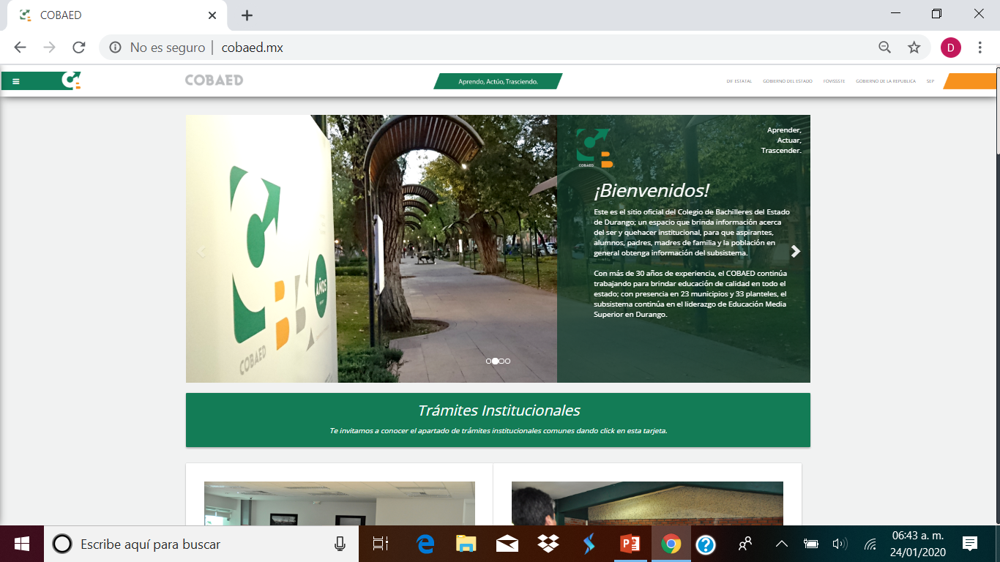 COBAED
No es seguro | cobaed.mx
D
COBAED
Aprendo, Actúo, Trasciendo.
DIF ESTATAL GOBIERNO DEL ESTADO FOVISSSTE GOBIERNO DE LA REPUBLICA SEP
Aprender,
Actuar,
Trascender.
COBAED
¡Bienvenidos!
Este es el sitio oficial del Colegio de Bachilleres del Estado
de Durango; un espacio que brinda información acerca
del ser y quehacer institucional, para que aspirantes,
alumnos, padres, madres de familia y la población en
general obtenga información del subsistema.
Con más de 30 años de experiencia, el COBAED continúa
trabajando para brindar educación de calidad en todo el
estado; con presencia en 23 municipios y 33 planteles, el
subsistema continúa en el liderazgo de Educación Media
Superior en Durango.
AÑOS
COBAED
Trámites Institucionales
Te invitamos a conocer el apartado de trámites institucionales comunes dando click en esta tarjeta.
Escribe aquí para buscar
06:43 a. m.
24/01/2020